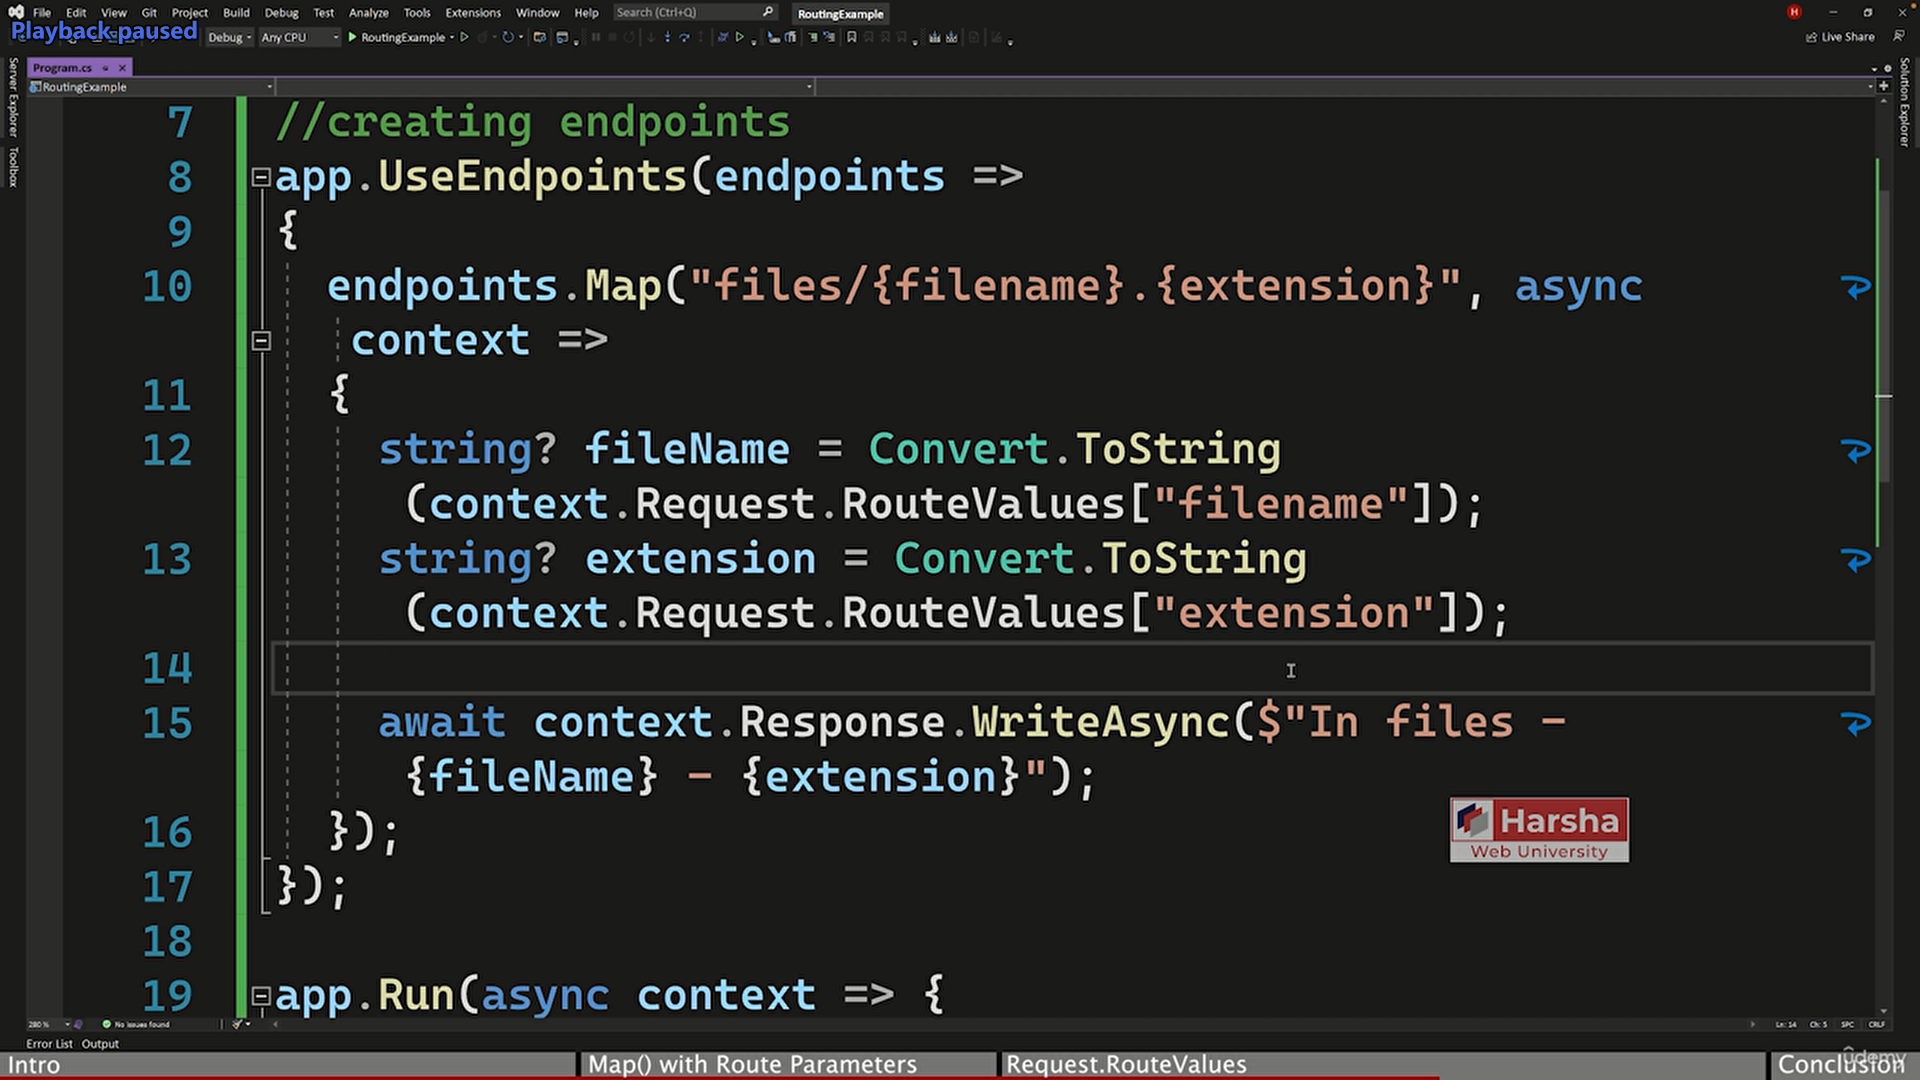 File Edit View Git Project Build Debug Test Analyze Tools Extensions Window Help Search (Ctrl+Q) RoutingExample H
Playback paused
Debug Any CPU RoutingExample Live Share
Program.cs
RoutingExample
Server Explorer
Toolbox
Solution Explorer
7 //creating endpoints
8 app.UseEndpoints(endpoints =>
9 {
10 endpoints.Map("files/{filename}.{extension}", async
context =>
11 {
12 string? fileName = Convert.ToString
(context.Request.RouteValues["filename"]);
13 string? extension = Convert.ToString
(context.Request.RouteValues["extension"]);
14
15 await context.Response.WriteAsync($"In files -
{fileName} - {extension}");
16 });
17 });
18
19 app.Run(async context => {
Harsha
Web University
280 % No issues found Ln: 14 Ch: 5 SPC CRLF
Error List Output
Intro Map() with Route Parameters Request.RouteValues Conclusion
ûdemy